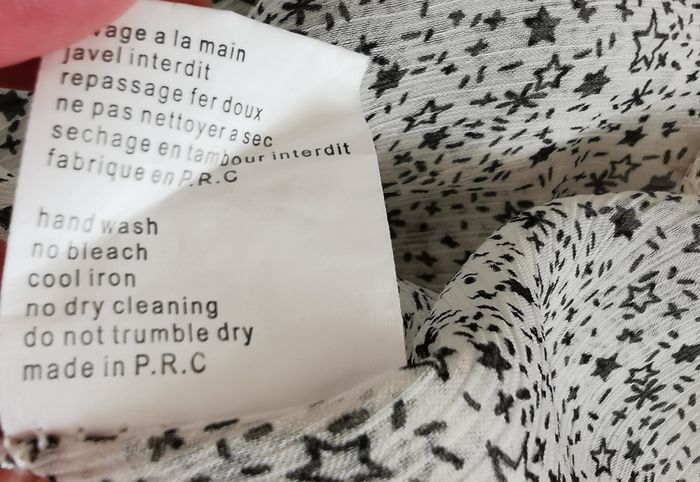 lavage a la main
javel interdit
repassage fer doux
ne pas nettoyer a sec
sechage en tambour interdit
fabrique en P.R.C
hand wash
no bleach
cool iron
no dry cleaning
do not trumble dry
made in P.R.C